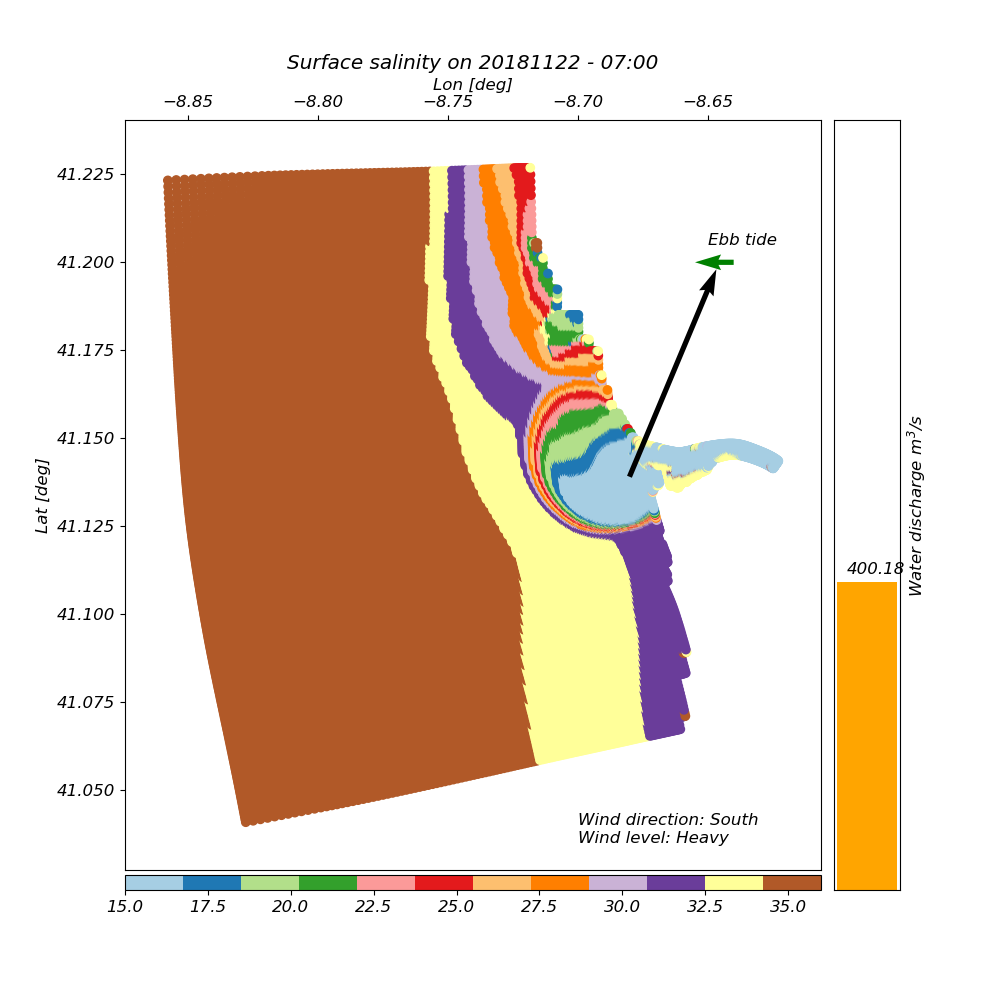 Surface salinity on 20181122 - 07:00
Lon [deg]
−8.85 −8.80 −8.75 −8.70 −8.65
41.225
41.200
41.175
41.150
41.125
41.100
41.075
41.050
Lat [deg]
Ebb tide
Wind direction: South
Wind level: Heavy
400.18
Water discharge m³/s
15.0 17.5 20.0 22.5 25.0 27.5 30.0 32.5 35.0